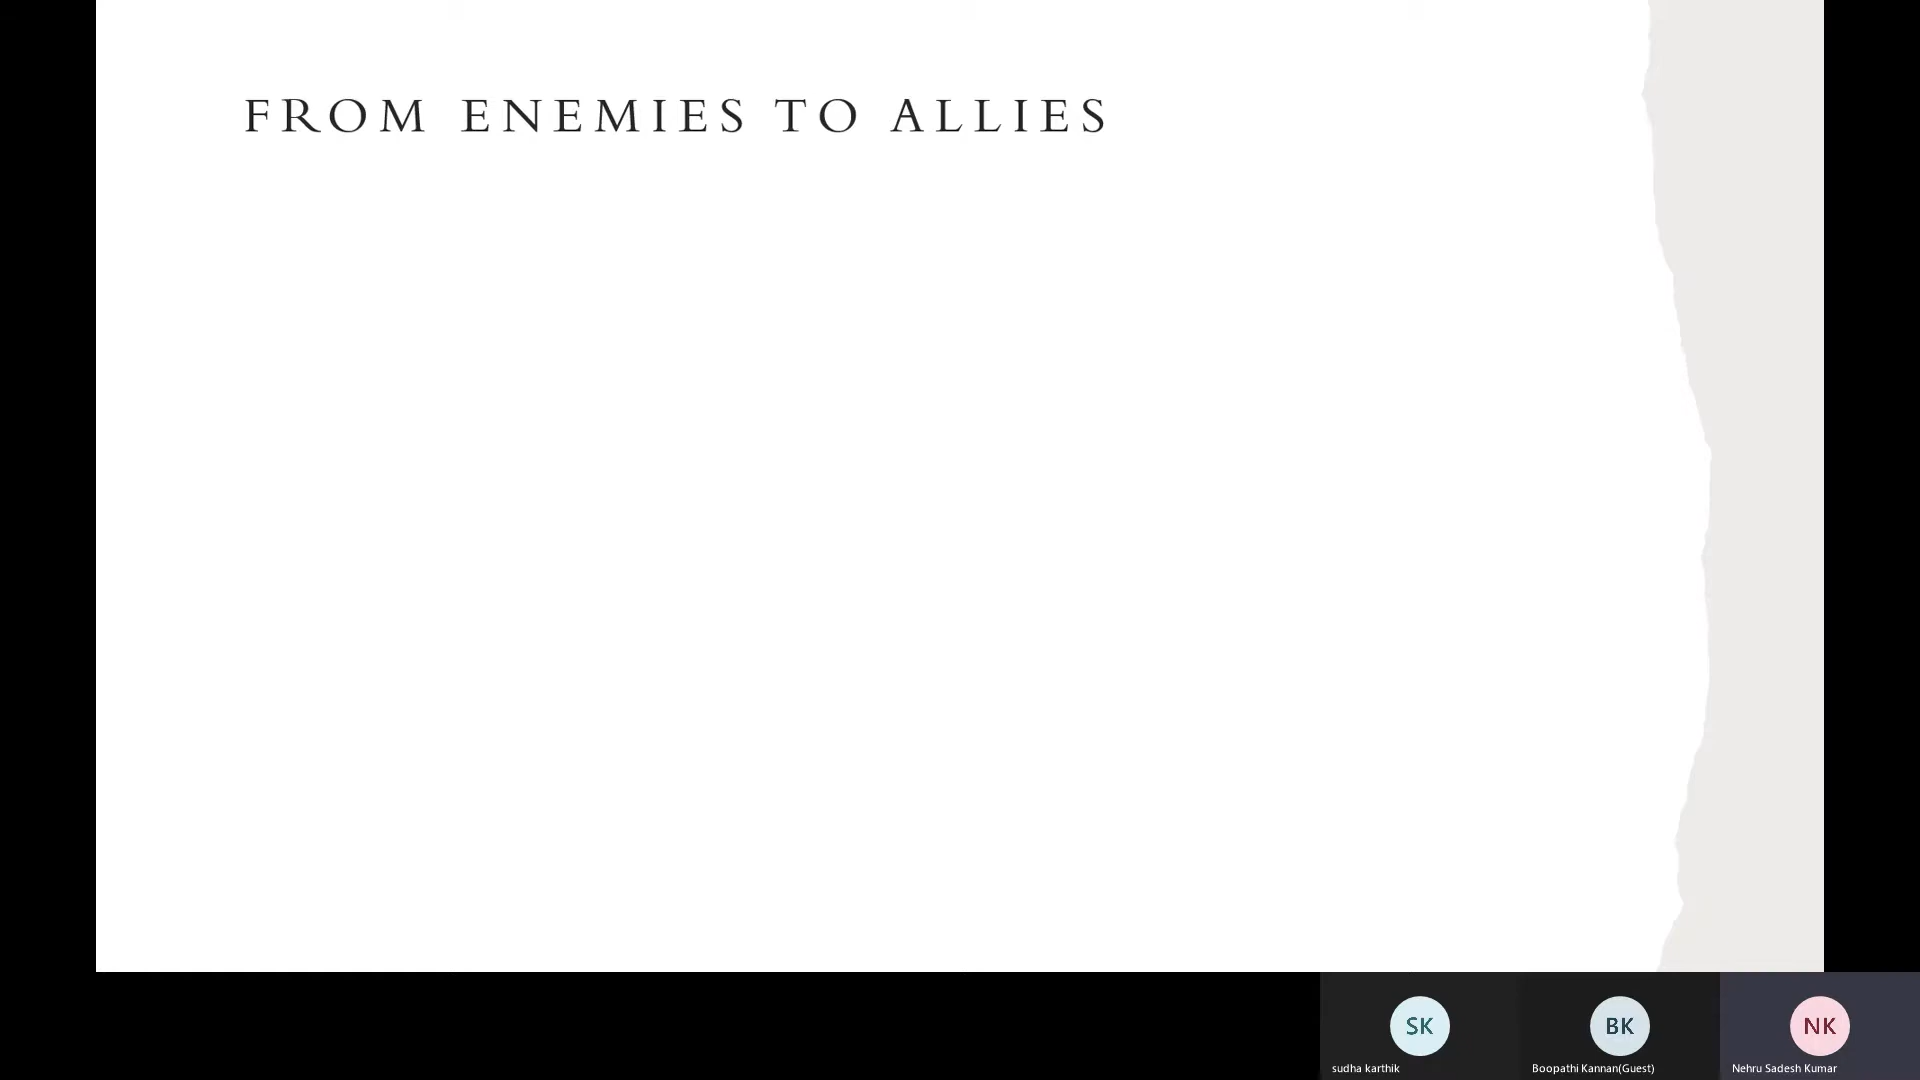 FROM ENEMIES TO ALLIES
SK
BK
NK
sudha karthik
Boopathi Kannan(Guest)
Nehru Sadesh Kumar